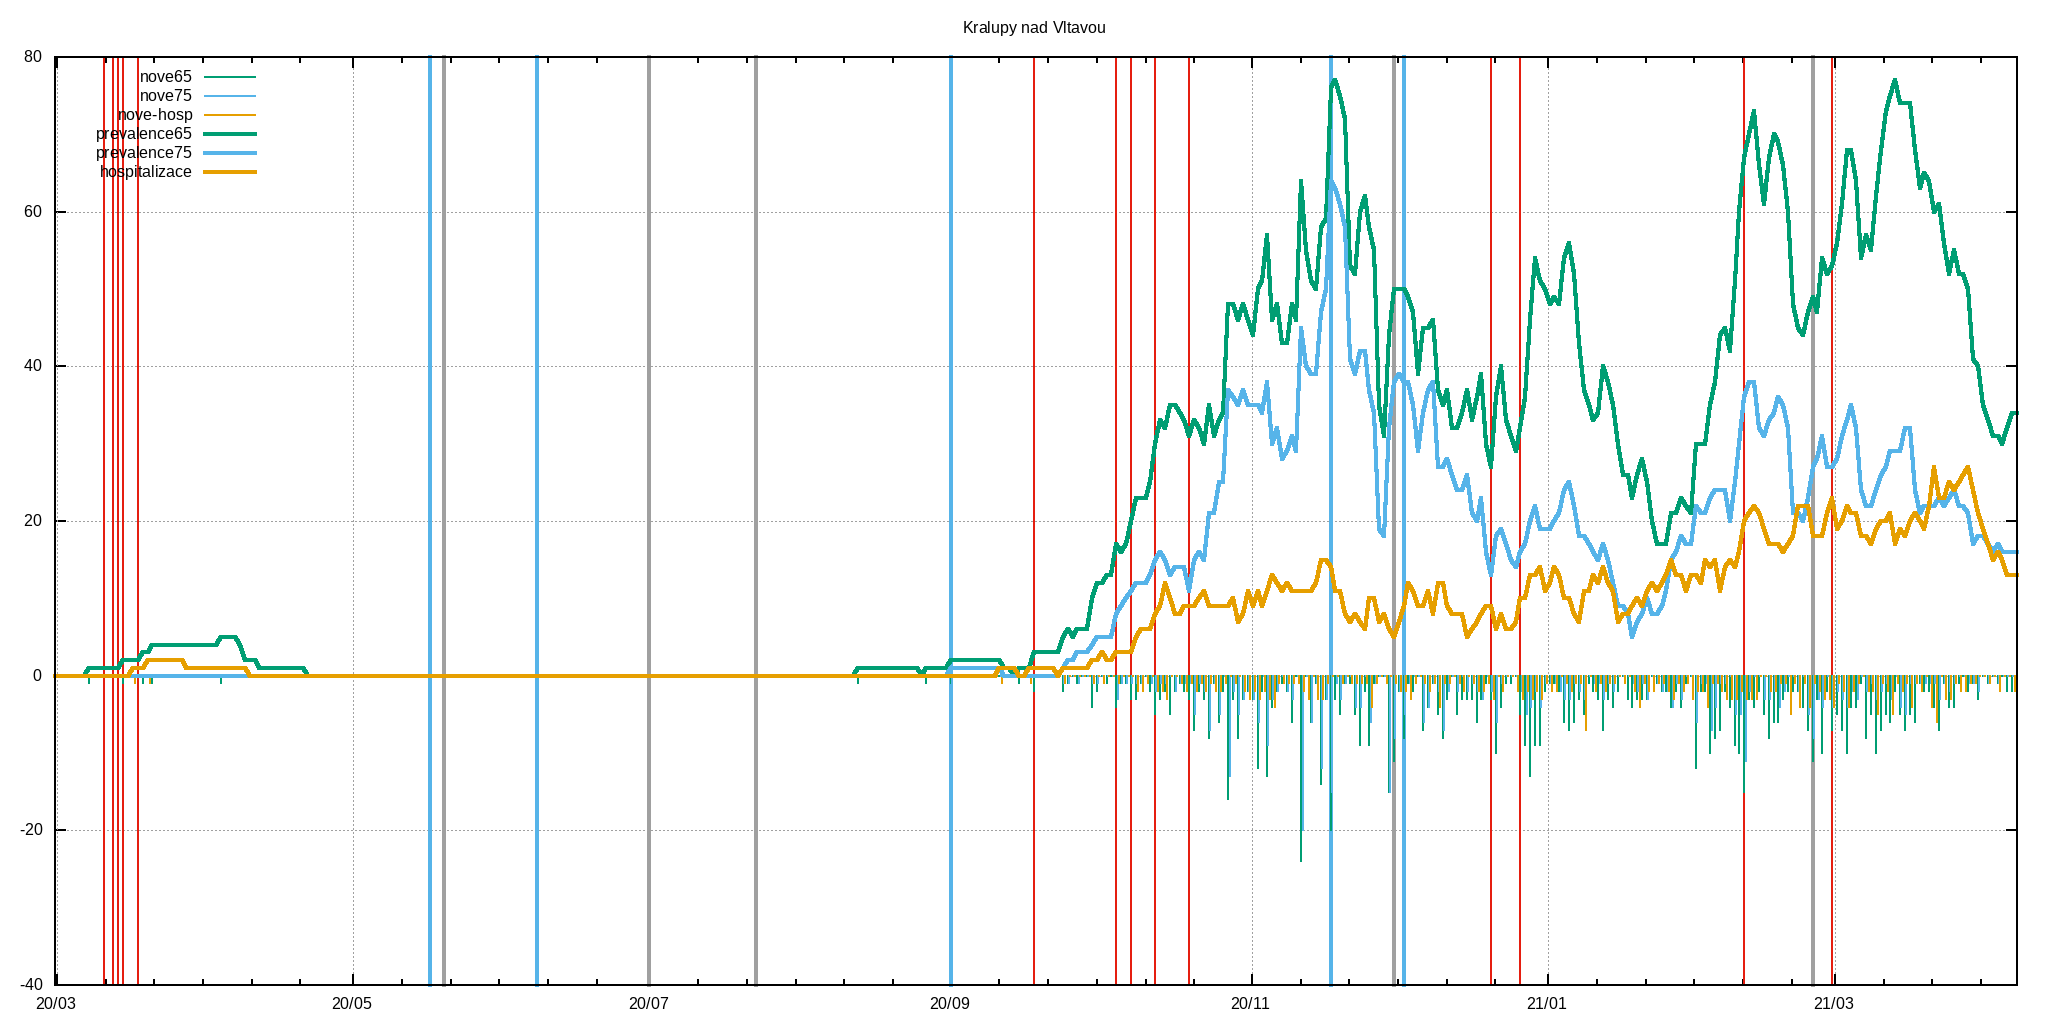 Kralupy nad Vltavou
80
nove65
nove75
nove-hosp
prevalence65
prevalence75
hospitalizace
60
40
20
0
-20
-40
20/03 20/05 20/07 20/09 20/11 21/01 21/03